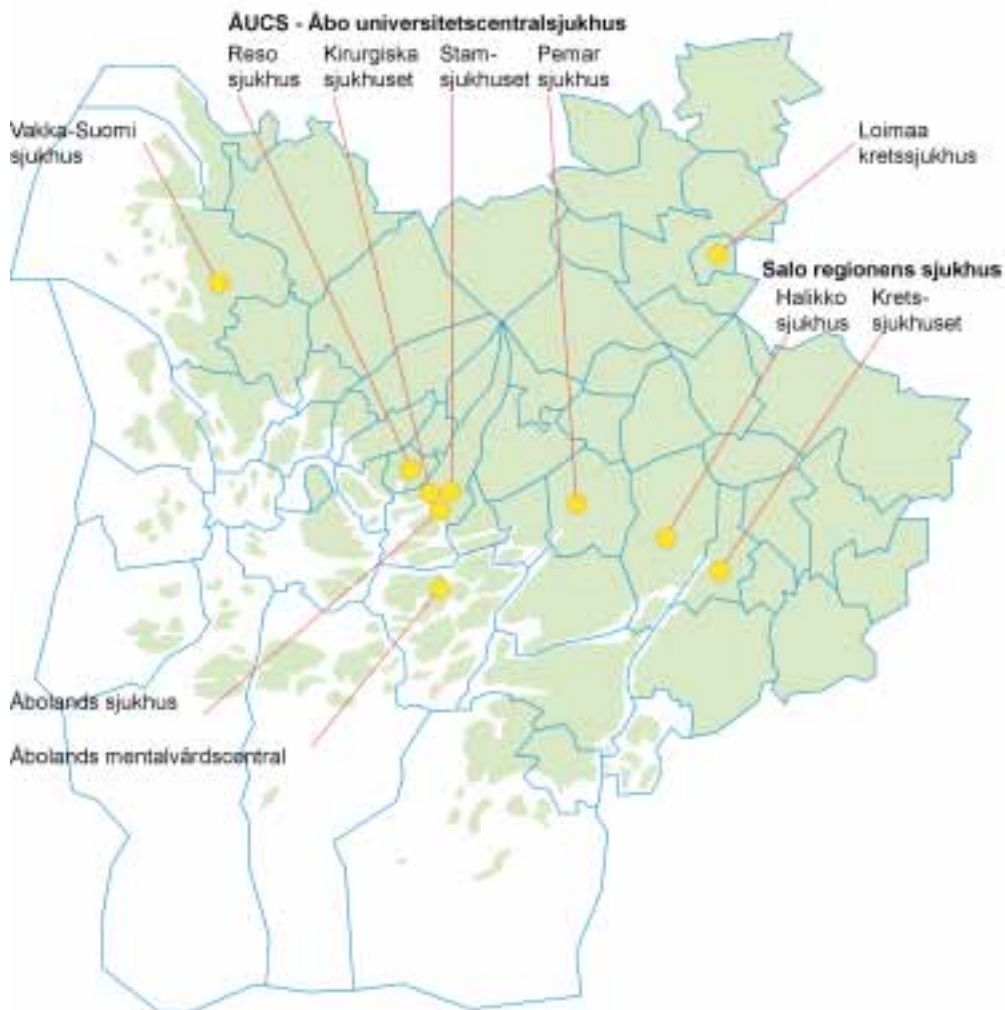 ÅUCS - Åbo universitetscentralsjukhus
Reso
sjukhus
Kirurgiska
sjukhuset
Stam-
sjukhuset
Pemar
sjukhus
Vakka-Suomi
sjukhus
Loimaa
kretssjukhus
Salo regionens sjukhus
Halikko
sjukhus
Krets-
sjukhuset
Åbolands sjukhus
Åbolands mentalvårdscentral